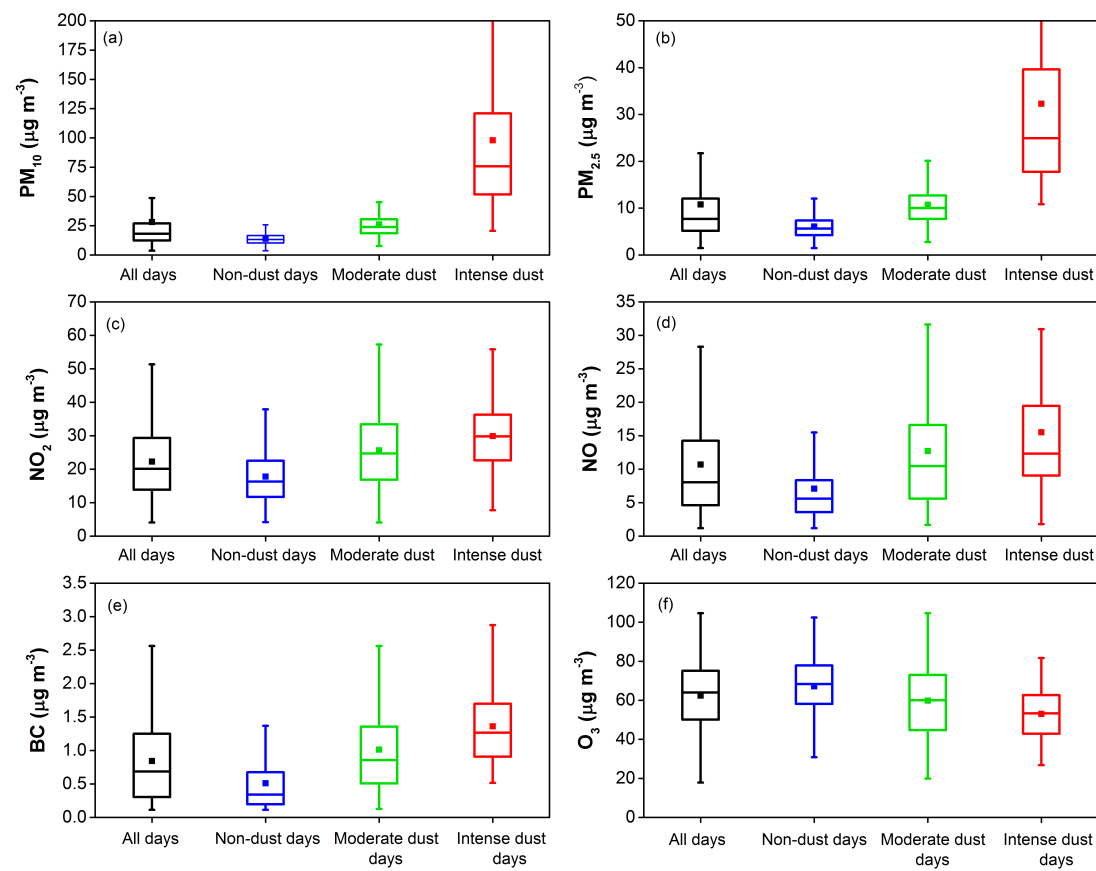 (a)
PM10 (μg m-3)
200
175
150
125
100
75
50
25
0
All days Non-dust days Moderate dust Intense dust
(b)
PM2.5 (μg m-3)
50
40
30
20
10
0
All days Non-dust days Moderate dust Intense dust
(c)
NO2 (μg m-3)
70
60
50
40
30
20
10
0
All days Non-dust days Moderate dust Intense dust
(d)
NO (μg m-3)
35
30
25
20
15
10
5
0
All days Non-dust days Moderate dust Intense dust
(e)
BC (μg m-3)
3.5
3.0
2.5
2.0
1.5
1.0
0.5
0.0
All days Non-dust days Moderate dust Intense dust
days days
(f)
O3 (μg m-3)
120
100
80
60
40
20
0
All days Non-dust days Moderate dust Intense dust
days days